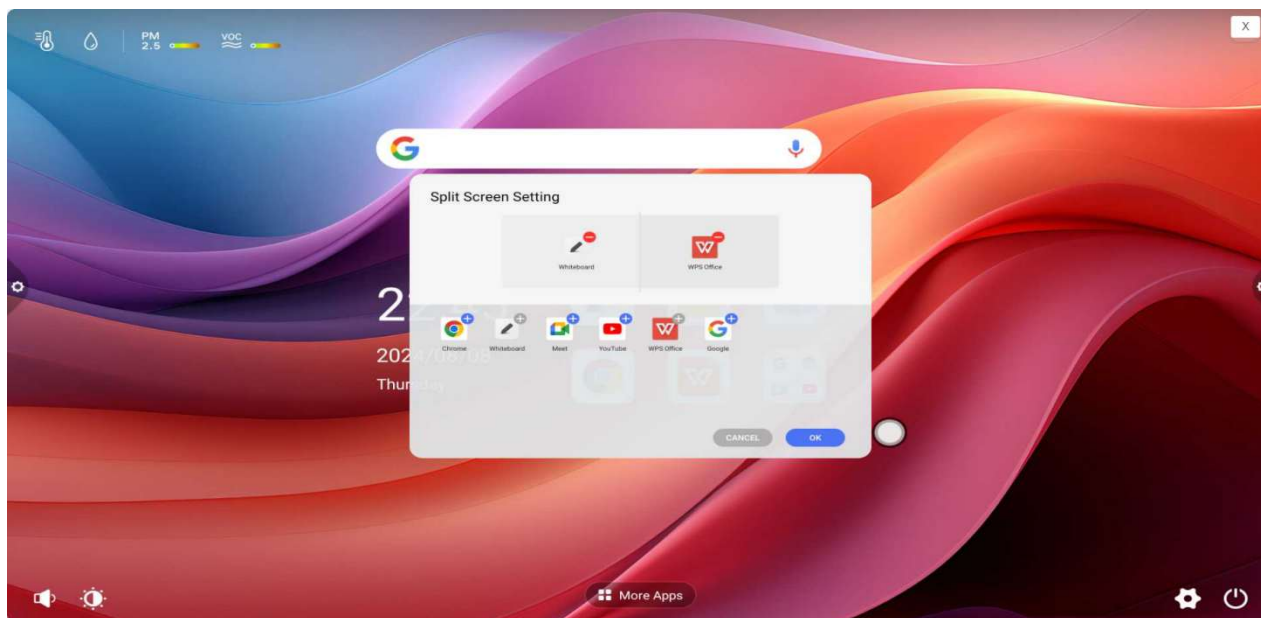 X
PM
2.5
VOC
Split Screen Setting
Whiteboard
WPS Office
Chrome
Whiteboard
Meet
YouTube
WPS Office
Google
Thursday
CANCEL
OK
More Apps